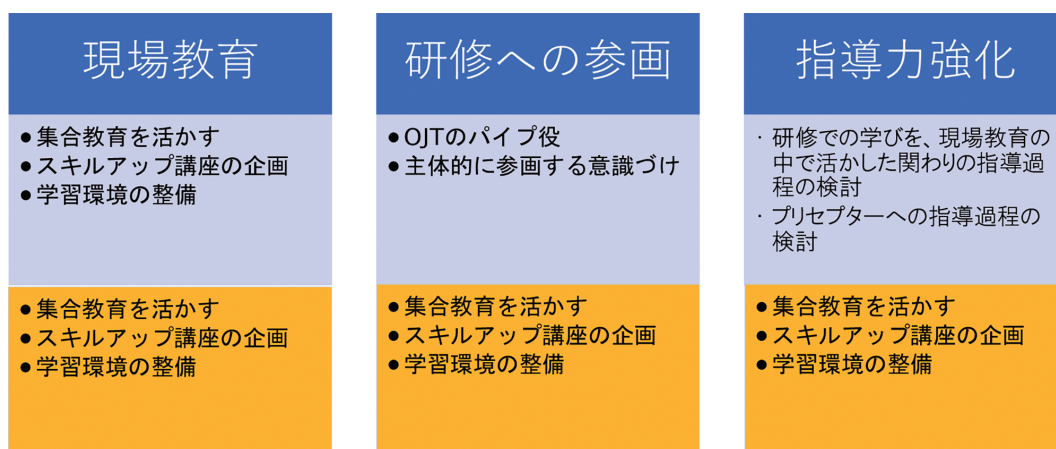 現場教育
●集合教育を活かす
●スキルアップ講座の企画
●学習環境の整備
●集合教育を活かす
●スキルアップ講座の企画
●学習環境の整備
研修への参画
●OJTのパイプ役
●主体的に参画する意識づけ
●集合教育を活かす
●スキルアップ講座の企画
●学習環境の整備
指導力強化
・研修での学びを、現場教育の
中で活かした関わりの指導過
程の検討
・プリセプターへの指導過程の
検討
●集合教育を活かす
●スキルアップ講座の企画
●学習環境の整備